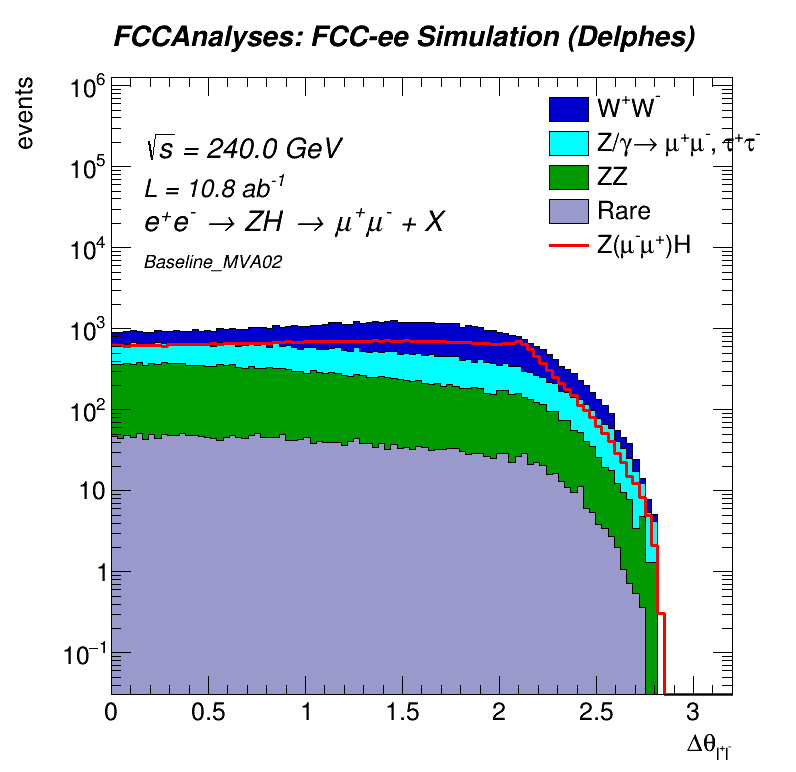 FCCAnalyses: FCC-ee Simulation (Delphes)
events
10⁶
10⁵
10⁴
10³
10²
10
1
10⁻¹
√s = 240.0 GeV
L = 10.8 ab⁻¹
e⁺e⁻ → ZH → μ⁺μ⁻ + X
Baseline_MVA02
W⁺W⁻
Z/γ→ μ⁺μ⁻, τ⁺τ⁻
ZZ
Rare
Z(μ⁻μ⁺)H
0 0.5 1 1.5 2 2.5 3
Δθ_{l⁺l⁻}